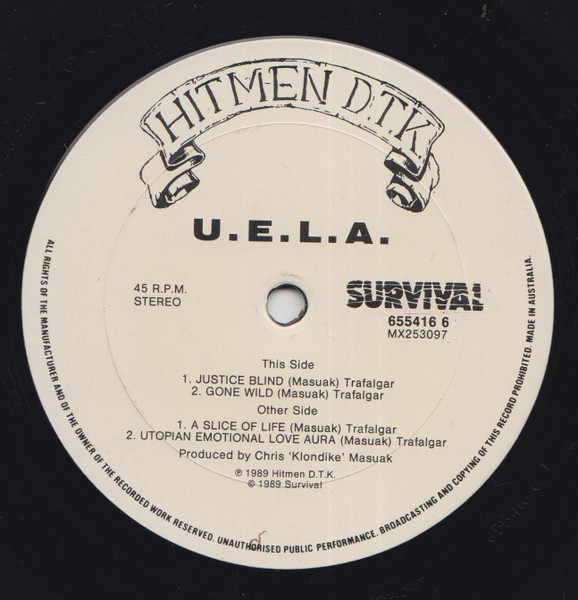 HITMEN D.T.K.
U.E.L.A.
45 R.P.M.
STEREO
SURVIVAL
655416 6
MX253097
This Side
1. JUSTICE BLIND (Masuak) Trafalgar
2. GONE WILD (Masuak) Trafalgar
Other Side
1. A SLICE OF LIFE (Masuak) Trafalgar
2. UTOPIAN EMOTIONAL LOVE AURA (Masuak) Trafalgar
Produced by Chris 'Klondike' Masuak
℗ 1989 Hitmen D.T.K.
© 1989 Survival
ALL RIGHTS OF THE MANUFACTURER AND OF THE OWNER OF THE RECORDED WORK RESERVED. UNAUTHORISED PUBLIC PERFORMANCE. BROADCASTING AND COPYING OF THIS RECORD PROHIBITED. MADE IN AUSTRALIA.